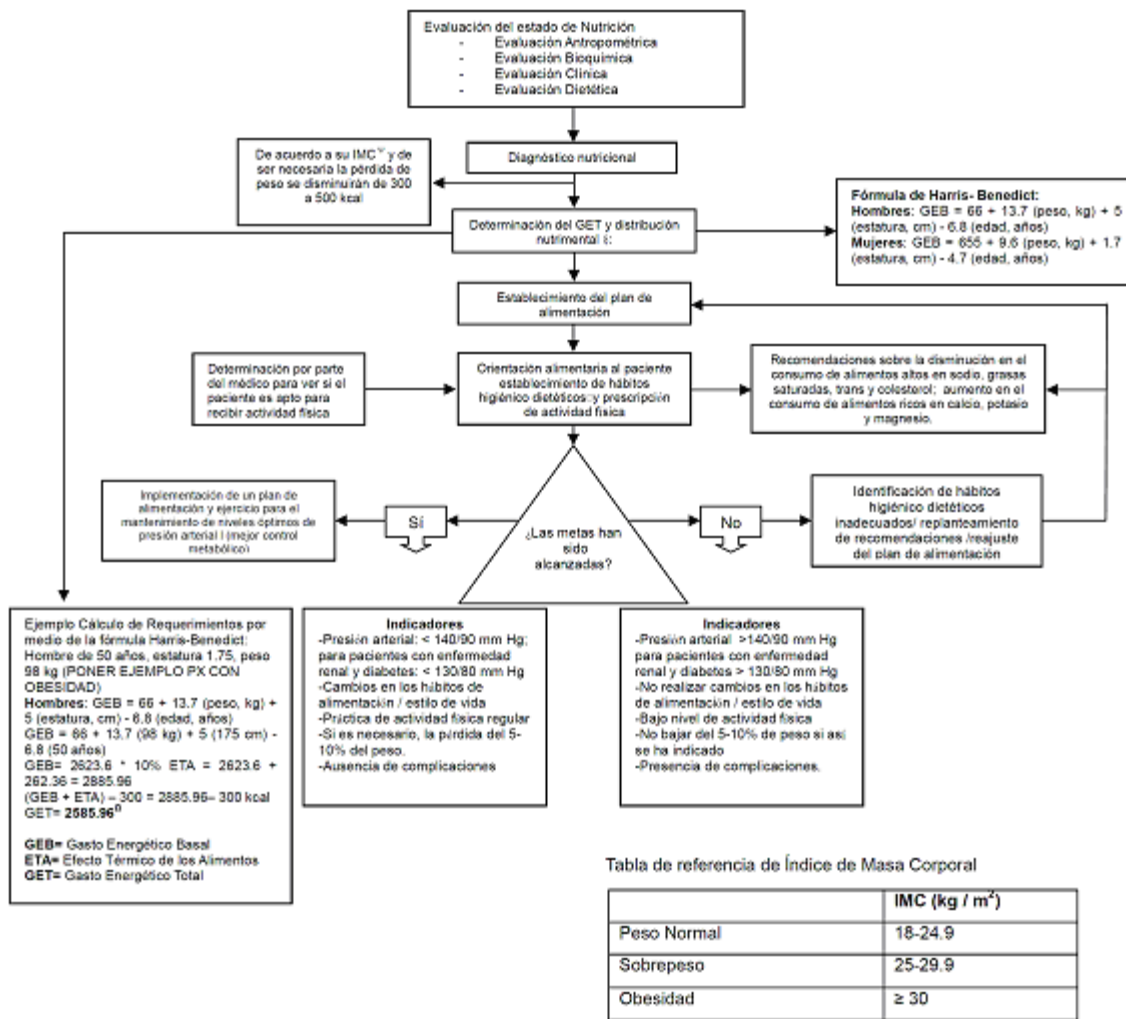 Evaluación del estado de Nutrición
- Evaluación Antropométrica
- Evaluación Bioquímica
- Evaluación Clínica
- Evaluación Dietética
Diagnóstico nutricional
De acuerdo a su IMC y de
ser necesaria la pérdida de
peso se disminuirán de 300
a 500 kcal
Determinación del GET y distribución
nutrimental
Fórmula de Harris- Benedict:
Hombres: GEB = 66 + 13.7 (peso, kg) + 5
(estatura, cm) - 6.8 (edad, años)
Mujeres: GEB = 655 + 9.6 (peso, kg) + 1.7
(estatura, cm) - 4.7 (edad, años)
Establecimiento del plan de
alimentación
Determinación por parte
del médico para ver si el
paciente es apto para
recibir actividad física
Orientación alimentaria al paciente
establecimiento de hábitos
higiénico dietéticos y prescripción
de actividad física
Recomendaciones sobre la disminución en el
consumo de alimentos altos en sodio, grasas
saturadas, trans y colesterol; aumento en el
consumo de alimentos ricos en calcio, potasio
y magnesio.
Implementación de un plan de
alimentación y ejercicio para el
mantenimiento de niveles óptimos de
presión arterial l (mejor control
metabólico)
Sí
¿Las metas han
sido
alcanzadas?
No
Identificación de hábitos
higiénico dietéticos
inadecuados/ replanteamiento
de recomendaciones /reajuste
del plan de alimentación
Ejemplo Cálculo de Requerimientos por
medio de la fórmula Harris-Benedict:
Hombre de 50 años, estatura 1.75, peso
98 kg (PONER EJEMPLO PX CON
OBESIDAD)
Hombres: GEB = 66 + 13.7 (peso, kg) +
5 (estatura, cm) - 6.8 (edad, años)
GEB = 66 + 13.7 (98 kg) + 5 (175 cm) -
6.8 (50 años)
GEB= 2623.6 * 10% ETA = 2623.6 +
262.36 = 2885.96
(GEB + ETA) – 300 = 2885.96– 300 kcal
GET= 2585.96
GEB= Gasto Energético Basal
ETA= Efecto Térmico de los Alimentos
GET= Gasto Energético Total
Indicadores
-Presión arterial: < 140/90 mm Hg;
para pacientes con enfermedad
renal y diabetes: < 130/80 mm Hg
-Cambios en los hábitos de
alimentación / estilo de vida
-Práctica de actividad física regular
-Si es necesario, la pérdida del 5-
10% del peso.
-Ausencia de complicaciones
Indicadores
-Presión arterial >140/90 mm Hg
para pacientes con enfermedad
renal y diabetes > 130/80 mm Hg
-No realizar cambios en los hábitos
de alimentación / estilo de vida
-Bajo nivel de actividad física
-No bajar del 5-10% de peso si así
se ha indicado
-Presencia de complicaciones.
Tabla de referencia de Índice de Masa Corporal
IMC (kg / m²)
Peso Normal 18-24.9
Sobrepeso 25-29.9
Obesidad ≥ 30